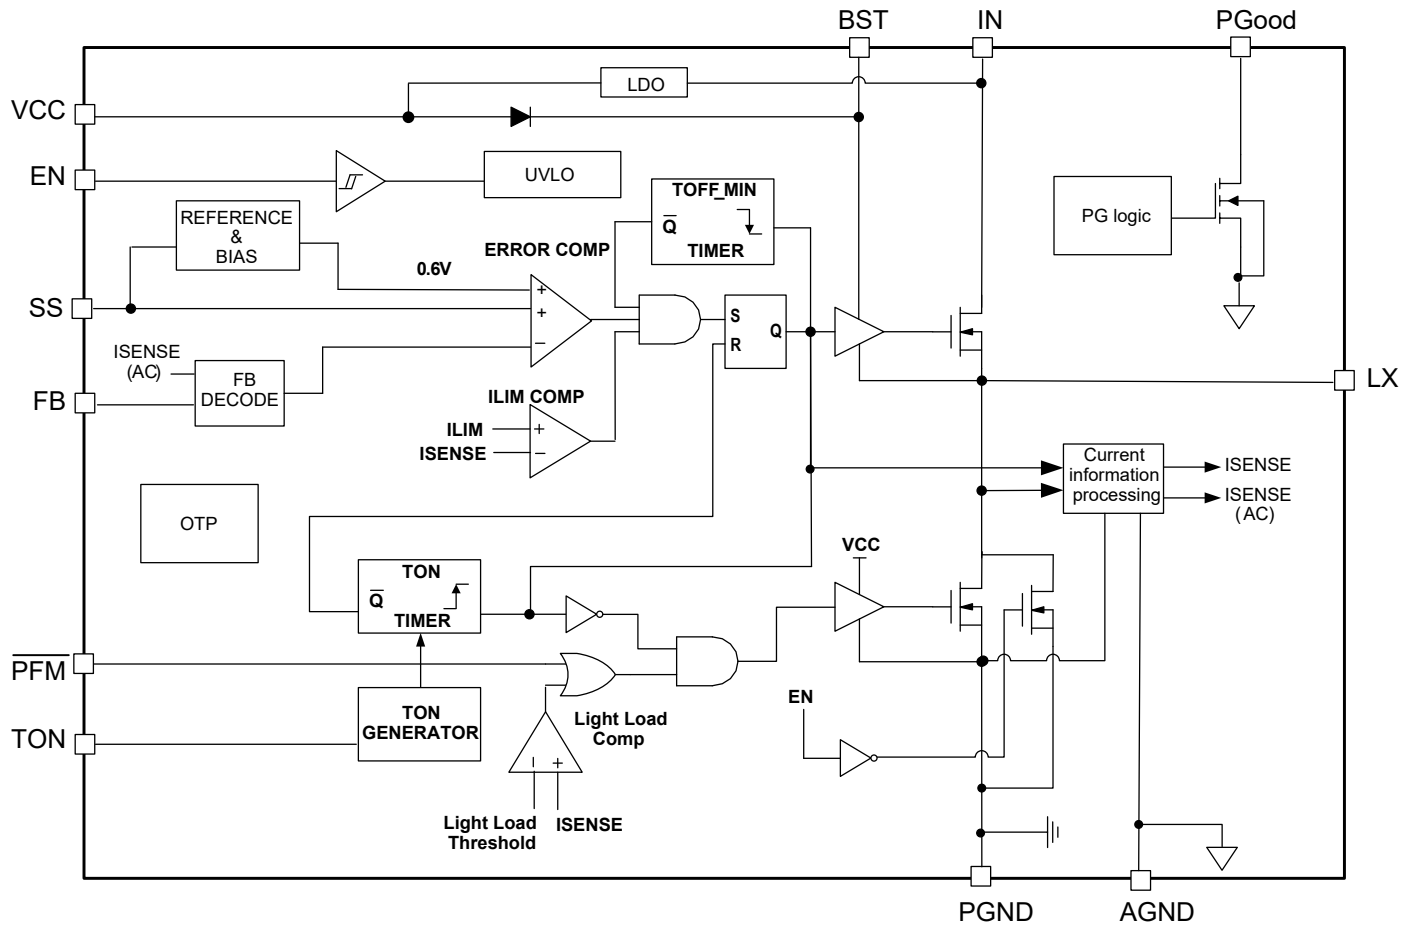 BST
IN
PGood
LDO
VCC
EN
UVLO
TOFF_MIN
Q̅
TIMER
REFERENCE
&
BIAS
ERROR COMP
PG logic
0.6V
+
+
−
SS
S
R
Q
ISENSE
(AC)
FB
DECODE
FB
LX
ILIM COMP
ILIM
+
ISENSE
−
Current
information
processing
ISENSE
ISENSE
(AC)
OTP
VCC
TON
Q̅
TIMER
P̅F̅M̅
EN
TON
GENERATOR
TON
Light Load
Comp
−
+
Light Load
Threshold
ISENSE
PGND
AGND